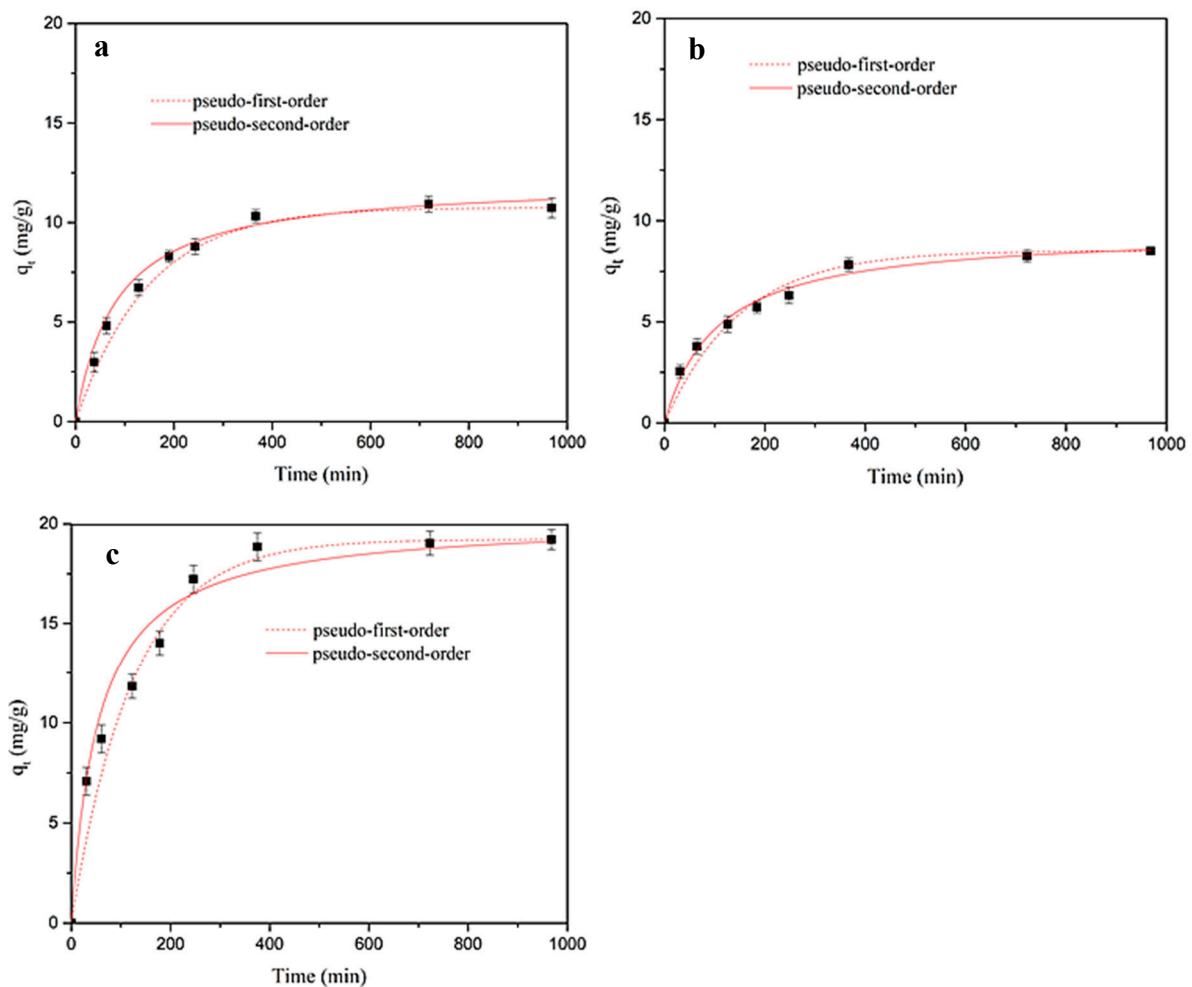 a
pseudo-first-order
pseudo-second-order
20
15
10
5
0
qt (mg/g)
0 200 400 600 800 1000
Time (min)
b
pseudo-first-order
pseudo-second-order
20
15
10
5
0
qt (mg/g)
0 200 400 600 800 1000
Time (min)
c
pseudo-first-order
pseudo-second-order
20
15
10
5
0
qt (mg/g)
0 200 400 600 800 1000
Time (min)